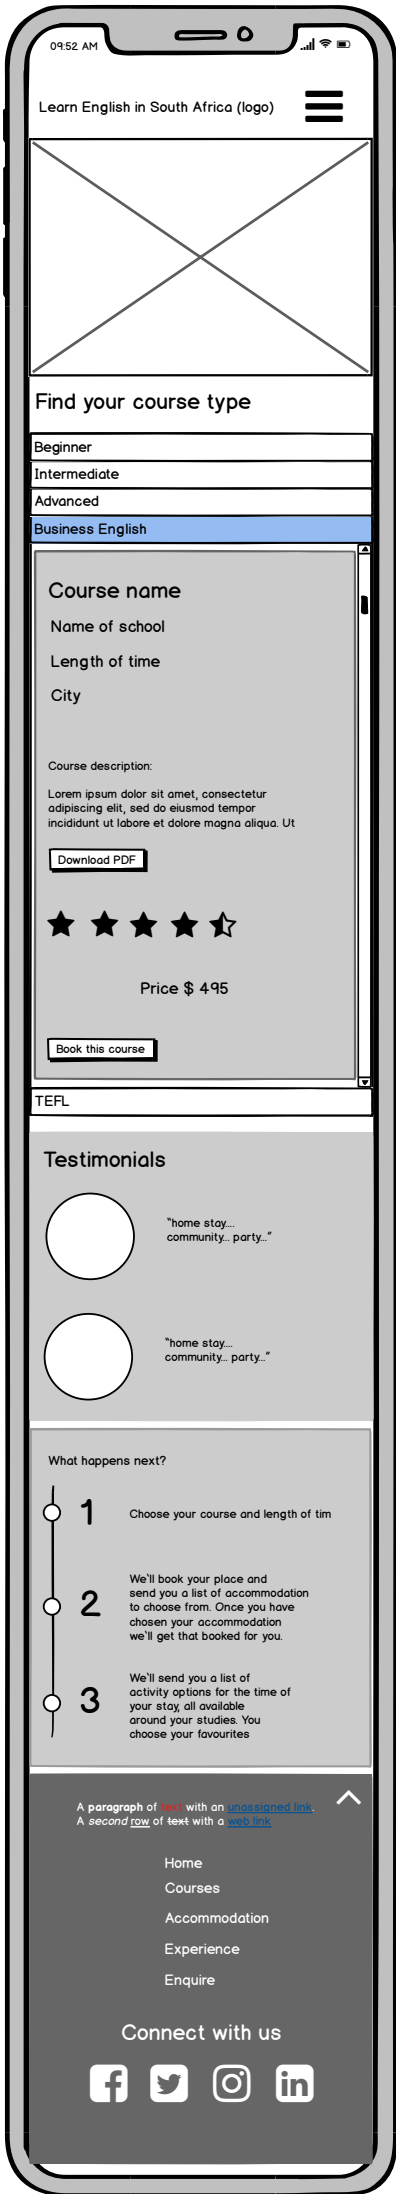 09:52 AM
Learn English in South Africa (logo)
Find your course type
Beginner
Intermediate
Advanced
Business English
Course name
Name of school
Length of time
City
Course description:
Lorem ipsum dolor sit amet, consectetur
adipiscing elit, sed do eiusmod tempor
incididunt ut labore et dolore magna aliqua. Ut
Download PDF
Price $ 495
Book this course
TEFL
Testimonials
"home stay....
community... party..."
"home stay....
community... party..."
What happens next?
1
Choose your course and length of tim
2
We'll book your place and
send you a list of accommodation
to choose from. Once you have
chosen your accommodation
we'll get that booked for you.
3
We'll send you a list of
activity options for the time of
your stay, all available
around your studies. You
choose your favourites
A paragraph of text with an unassigned link.
A second row of text with a web link
Home
Courses
Accommodation
Experience
Enquire
Connect with us